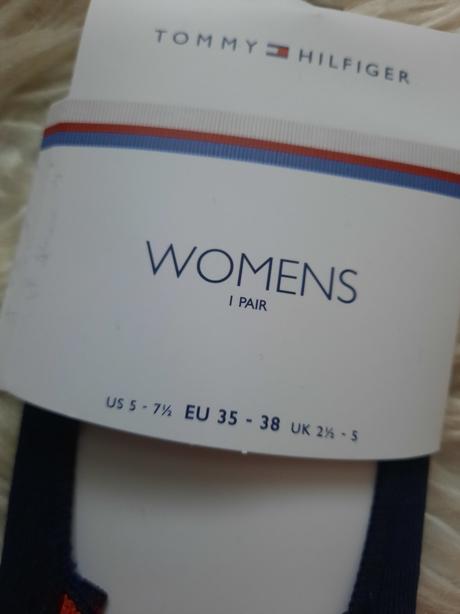 TOMMY HILFIGER
WOMENS
1 PAIR
US 5 - 7½ EU 35 - 38 UK 2½ - 5